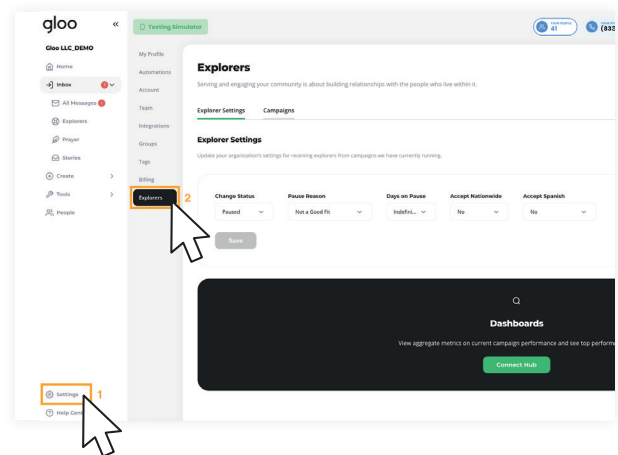 gloo
«
Testing Simulator
YOUR PEOPLE
41
(833
Gloo LLC_DEMO
Home
Inbox
All Messages
Explorers
Prayer
Stories
Create
Tools
People
Settings
1
My Profile
Automations
Account
Team
Integrations
Groups
Tags
Billing
Explorers
2
Explorers
Serving and engaging your community is about building relationships with the people who live within it.
Explorer Settings Campaigns
Explorer Settings
Update your organization's settings for receiving explorers from campaigns we have currently running.
Change Status Pause Reason Days on Pause Accept Nationwide Accept Spanish
Paused Not a Good Fit Indefini... No No
Save
Dashboards
View aggregate metrics on current campaign performance and see top
Connect Hub
Help